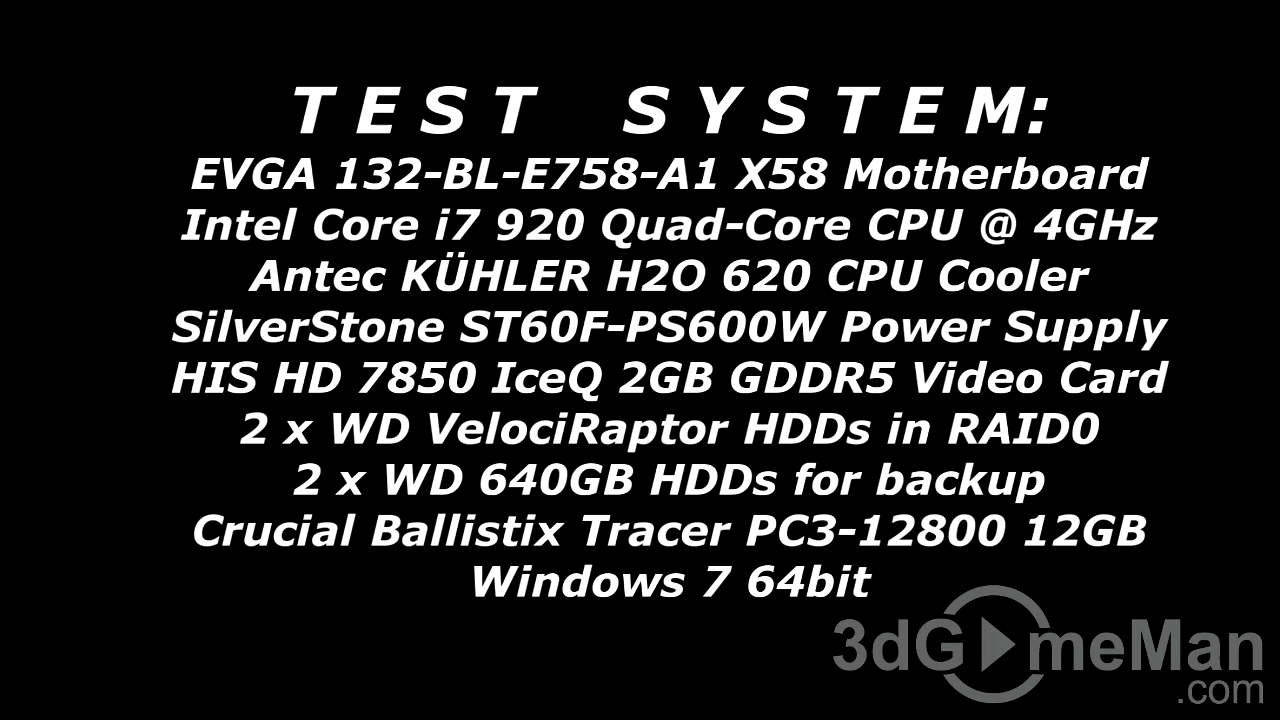 TEST SYSTEM:
EVGA 132-BL-E758-A1 X58 Motherboard
Intel Core i7 920 Quad-Core CPU @ 4GHz
Antec KÜHLER H2O 620 CPU Cooler
SilverStone ST60F-PS600W Power Supply
HIS HD 7850 IceQ 2GB GDDR5 Video Card
2 x WD VelociRaptor HDDs in RAID0
2 x WD 640GB HDDs for backup
Crucial Ballistix Tracer PC3-12800 12GB
Windows 7 64bit
3dGameMan
.com